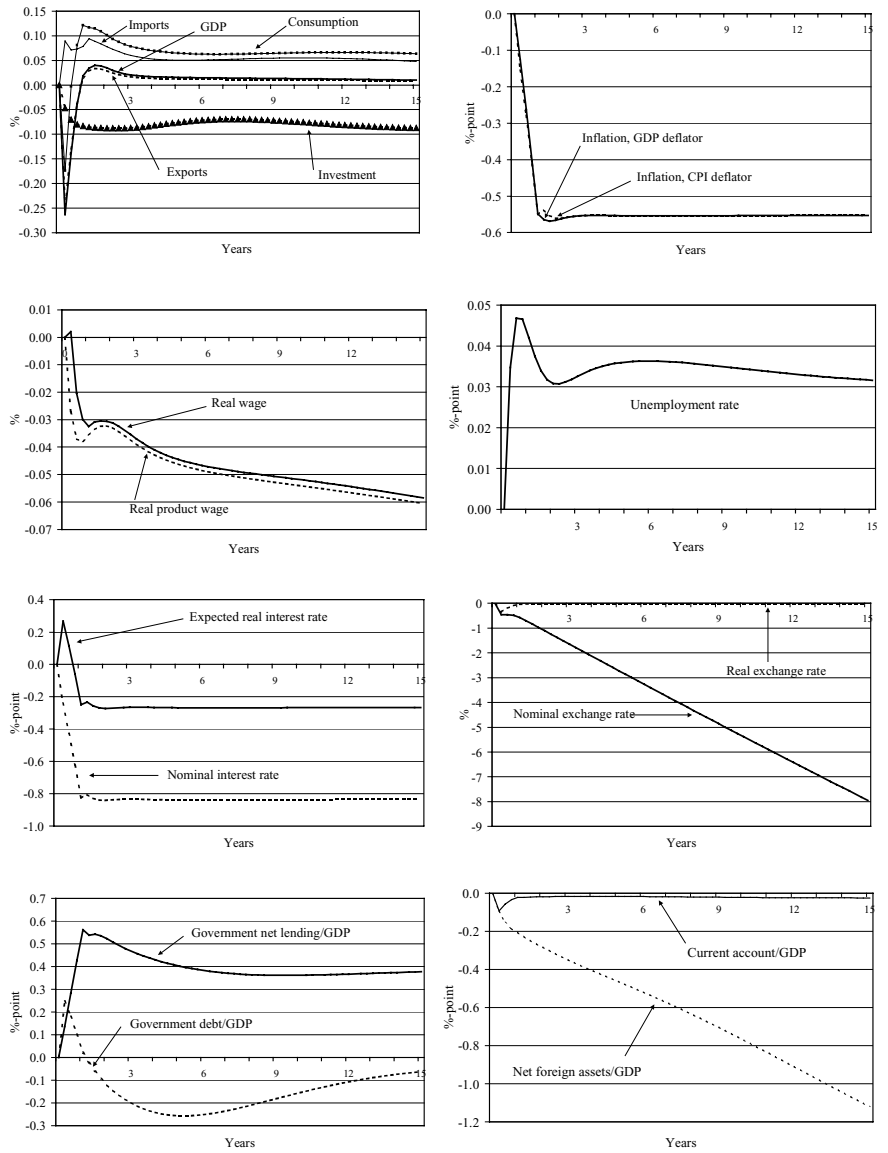 0.15
0.10
0.05
0.00
-0.05
-0.10
-0.15
-0.20
-0.25
-0.30
%
Imports
GDP
Consumption
Exports
Investment
3 6 9 12 15
Years
0.0
-0.1
-0.2
-0.3
-0.4
-0.5
-0.6
%-point
3 6 9 12 15
Inflation, GDP deflator
Inflation, CPI deflator
Years
0.01
0.00
-0.01
-0.02
-0.03
-0.04
-0.05
-0.06
-0.07
%
0 3 6 9 12
Real wage
Real product wage
Years
0.05
0.04
0.03
0.02
0.01
0.00
%-point
Unemployment rate
3 6 9 12 15
Years
0.4
0.2
0.0
-0.2
-0.4
-0.6
-0.8
-1.0
%-point
Expected real interest rate
3 6 9 12 15
Nominal interest rate
Years
0
-1
-2
-3
-4
-5
-6
-7
-8
-9
%
3 6 9 12 15
Real exchange rate
Nominal exchange rate
Years
0.7
0.6
0.5
0.4
0.3
0.2
0.1
0.0
-0.1
-0.2
-0.3
%-point
Government net lending/GDP
Government debt/GDP
3 6 9 12 15
Years
0.0
-0.2
-0.4
-0.6
-0.8
-1.0
-1.2
%-point
3 6 9 12 15
Current account/GDP
Net foreign assets/GDP
Years